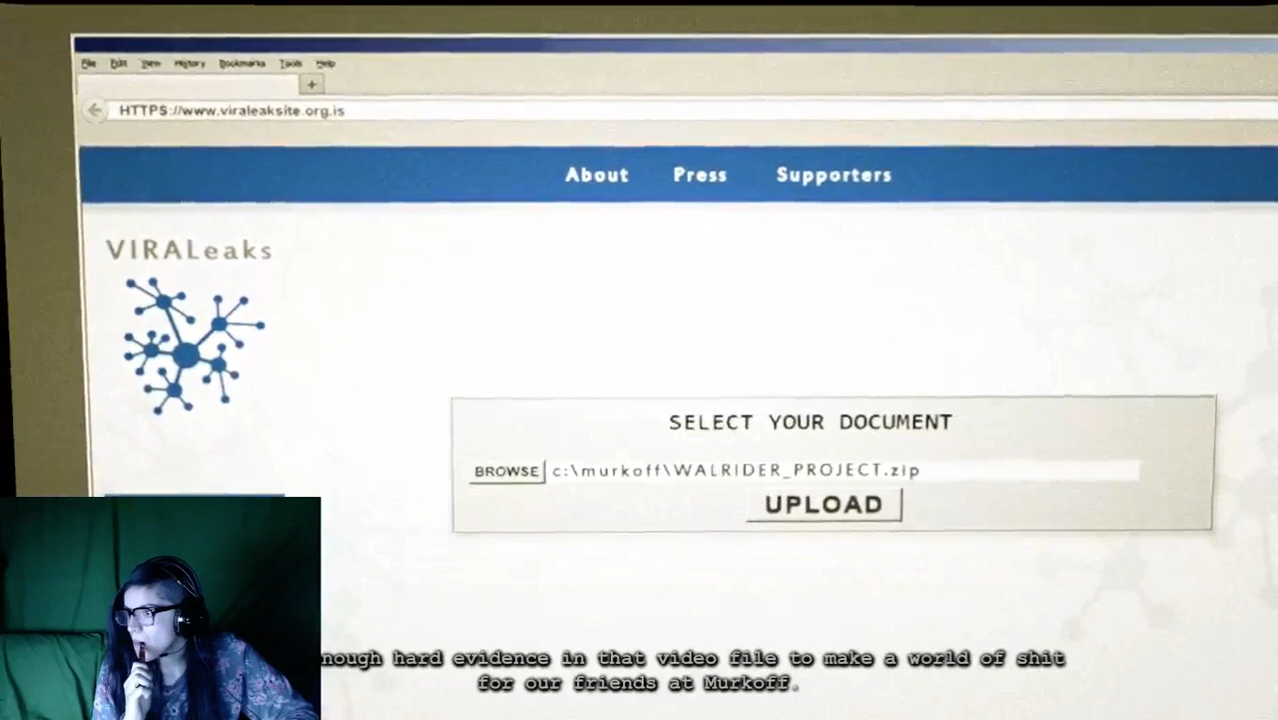 File Edit View History Bookmarks Tools Help
+
HTTPS://www.viraleaksite.org.is
About Press Supporters
VIRALeaks
SELECT YOUR DOCUMENT
BROWSE c:\murkoff\WALRIDER_PROJECT.zip
UPLOAD
nough hard evidence in that video file to make a world of shit
for our friends at Murkoff.